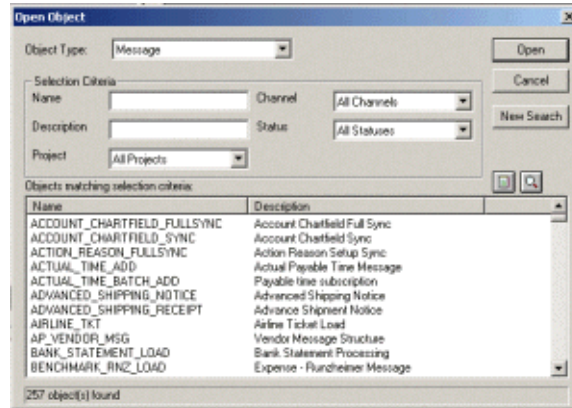 Open Object
Object Type: Message
Open
Selection Criteria
Cancel
Name Channel All Channels
New Search
Description Status All Statuses
Project All Projects
Objects matching selection criteria:
Name Description
ACCOUNT_CHARTFIELD_FULLSYNC Account Chartfield Full Sync
ACCOUNT_CHARTFIELD_SYNC Account Chartfield Sync
ACTION_REASON_FULLSYNC Action Reason Setup Sync
ACTUAL_TIME_ADD Actual Payable Time Message
ACTUAL_TIME_BATCH_ADD Payable time subscription
ADVANCED_SHIPPING_NOTICE Advanced Shipping Notice
ADVANCED_SHIPPING_RECEIPT Advance Shipment Notice
AIRLINE_TKT Airline Ticket Load
AP_VENDOR_MSG Vendor Message Structure
BANK_STATEMENT_LOAD Bank Statement Processing
BENCHMARK_RNZ_LOAD Expense - Runzheimer Message
257 object(s) found